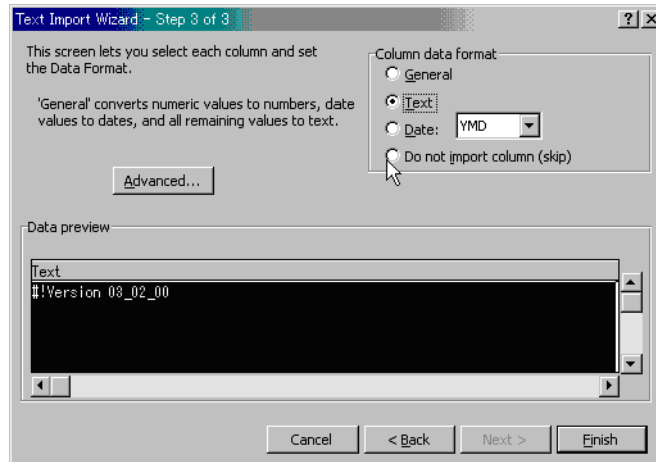 Text Import Wizard - Step 3 of 3
This screen lets you select each column and set
the Data Format.
'General' converts numeric values to numbers, date
values to dates, and all remaining values to text.
Advanced...
Column data format
General
Text
Date: YMD
Do not import column (skip)
Data preview
Text
#!Version 03_02_00
Cancel
< Back
Next >
Finish